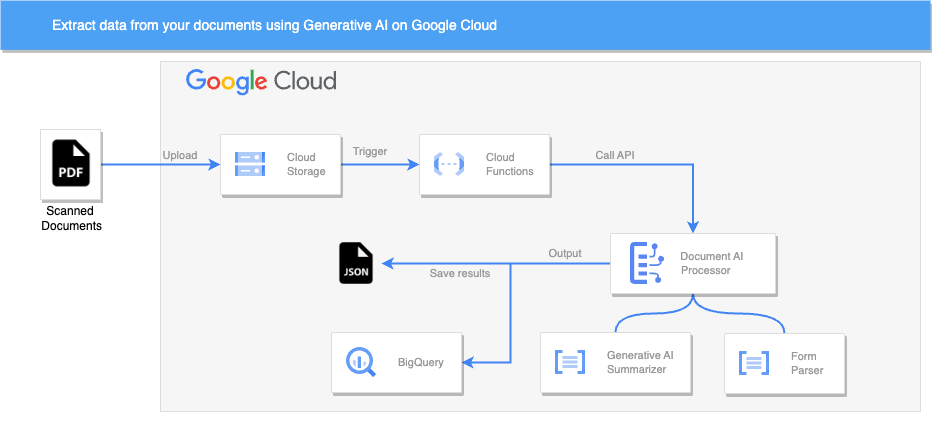 Extract data from your documents using Generative AI on Google Cloud
Google Cloud
PDF
Scanned
Documents
Upload
Cloud
Storage
Trigger
Cloud
Functions
Call API
Document AI
Processor
Output
Save results
JSON
BigQuery
Generative AI
Summarizer
Form
Parser